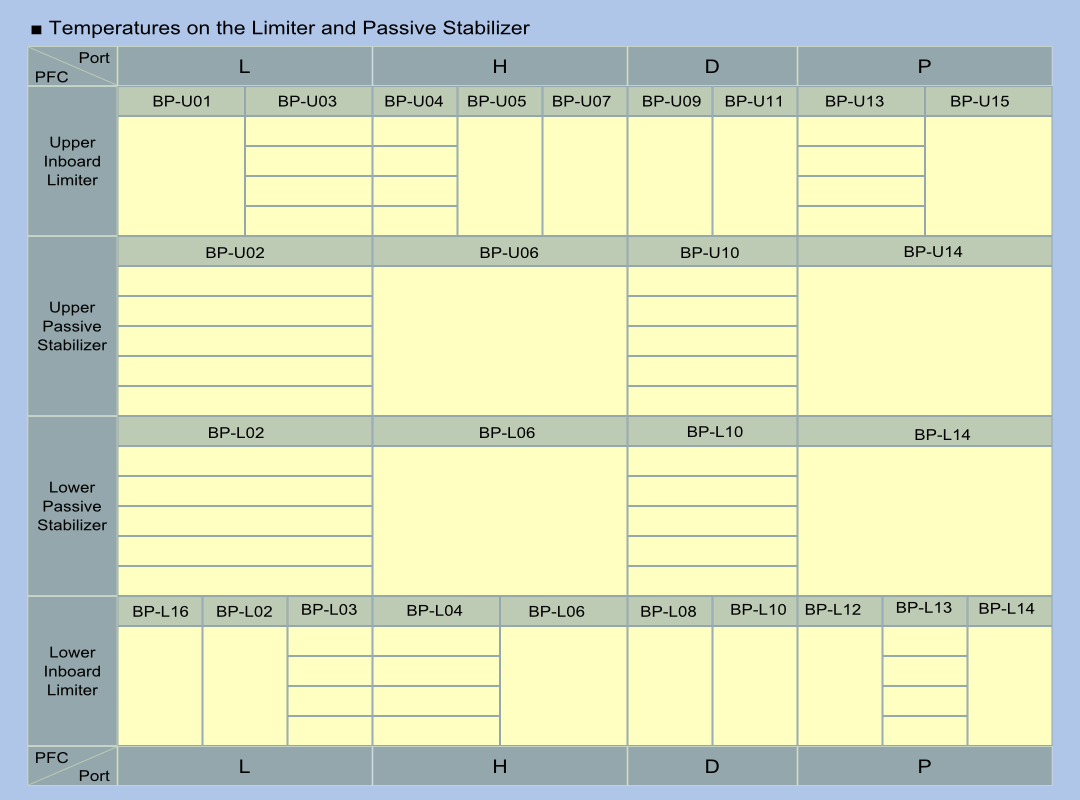 ■ Temperatures on the Limiter and Passive Stabilizer
Port
PFC
L H D P
BP-U01 BP-U03 BP-U04 BP-U05 BP-U07 BP-U09 BP-U11 BP-U13 BP-U15
Upper
Inboard
Limiter
BP-U02 BP-U06 BP-U10 BP-U14
Upper
Passive
Stabilizer
BP-L02 BP-L06 BP-L10 BP-L14
Lower
Passive
Stabilizer
BP-L16 BP-L02 BP-L03 BP-L04 BP-L06 BP-L08 BP-L10 BP-L12 BP-L13 BP-L14
Lower
Inboard
Limiter
PFC
Port
L H D P